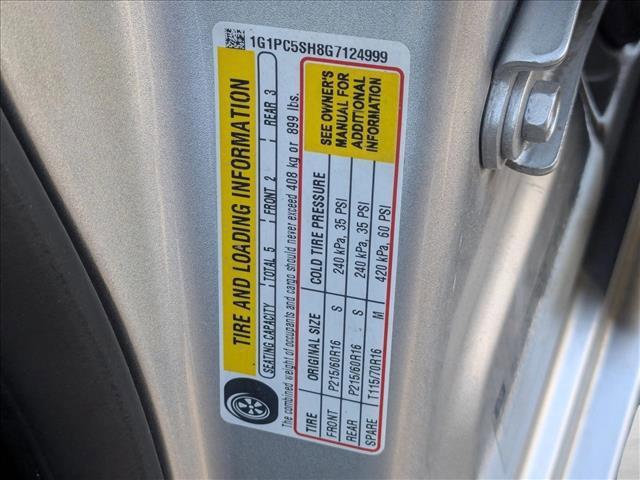 1G1PC5SH8G7124999
TIRE AND LOADING INFORMATION
SEATING CAPACITY TOTAL 5 FRONT 2 REAR 3
The combined weight of occupants and cargo should never exceed 408 kg or 899 lbs.
TIRE ORIGINAL SIZE COLD TIRE PRESSURE
FRONT P215/60R16 S 240 kPa, 35 PSI
REAR P215/60R16 S 240 kPa, 35 PSI
SPARE T115/70R16 M 420 kPa, 60 PSI
SEE OWNER'S
MANUAL FOR
ADDITIONAL
INFORMATION